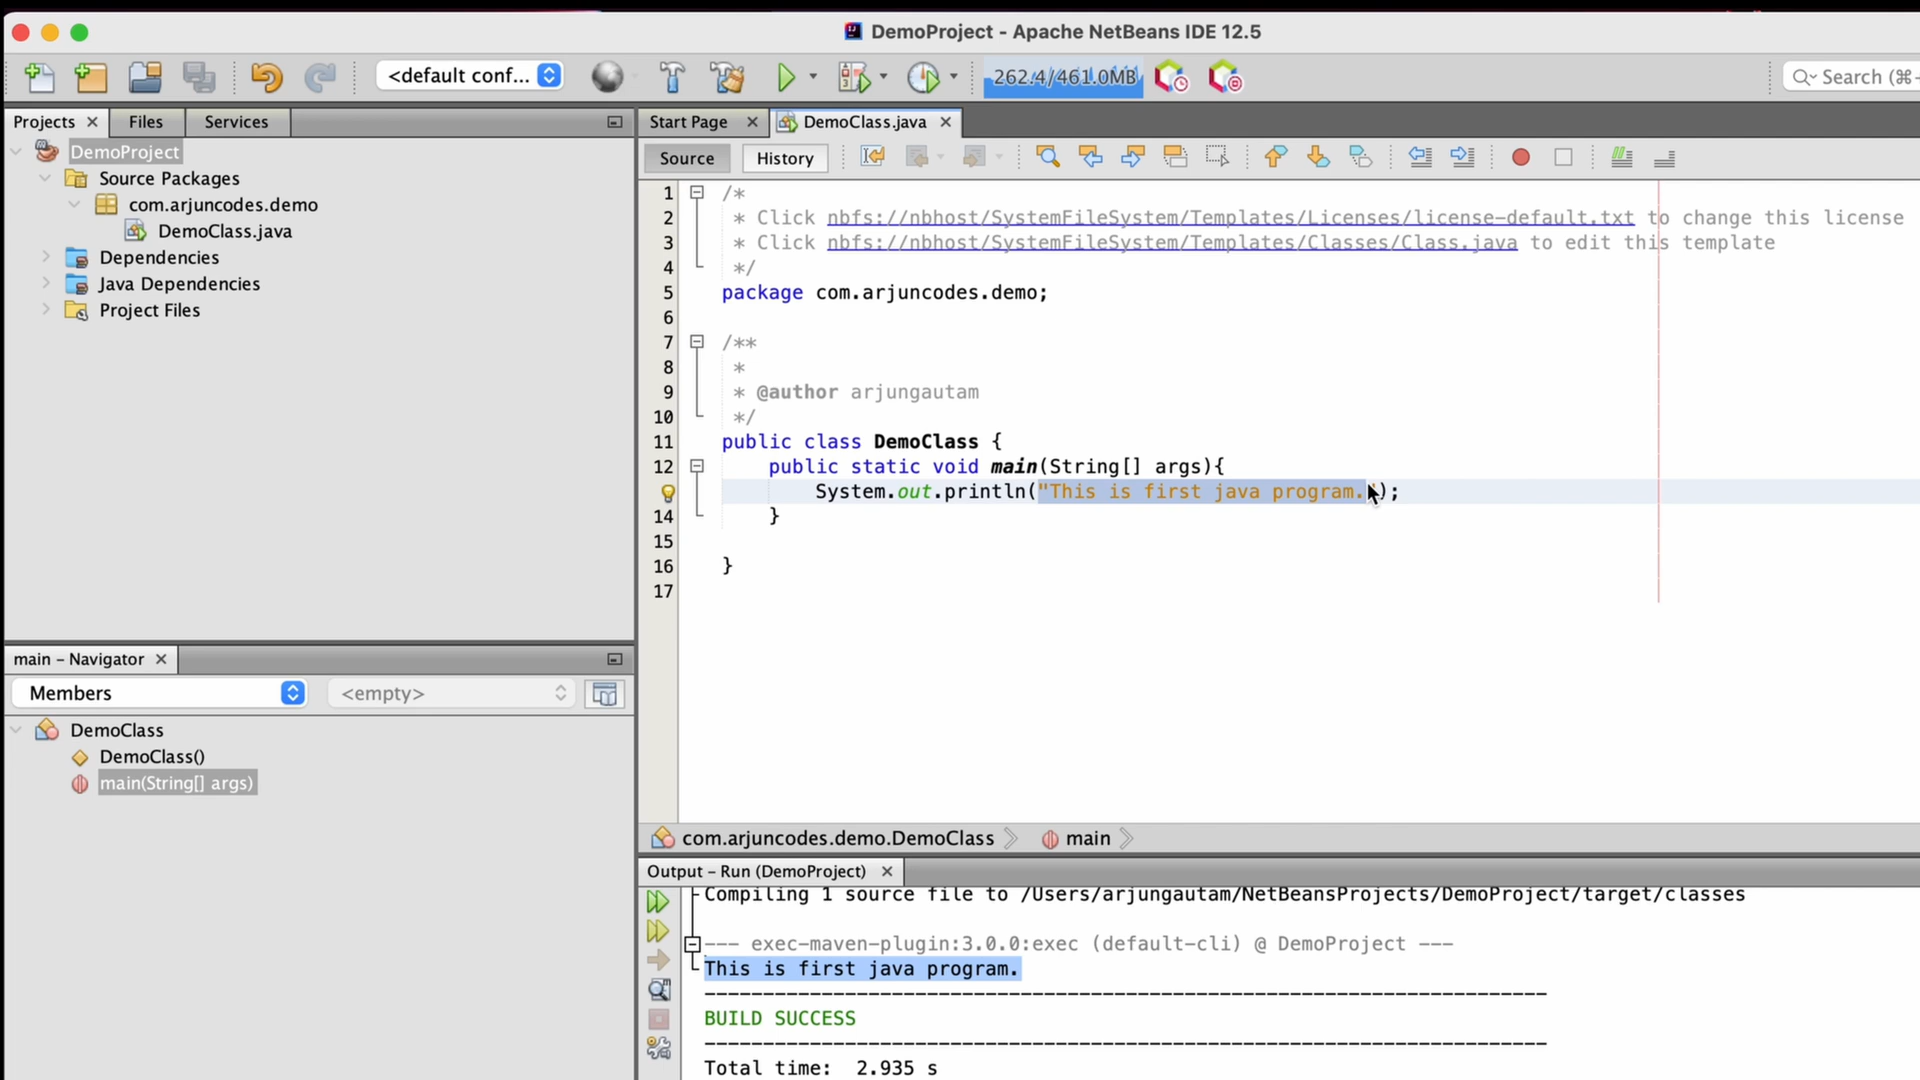 DemoProject - Apache NetBeans IDE 12.5
<default conf...
262.4/461.0MB
Search (⌘-
Projects
Files
Services
DemoProject
Source Packages
com.arjuncodes.demo
DemoClass.java
Dependencies
Java Dependencies
Project Files
main – Navigator
Members
<empty>
DemoClass
DemoClass()
main(String[] args)
Start Page
DemoClass.java
Source
History
1 /*
2 * Click nbfs://nbhost/SystemFileSystem/Templates/Licenses/license-default.txt to change this license
3 * Click nbfs://nbhost/SystemFileSystem/Templates/Classes/Class.java to edit this template
4 */
5 package com.arjuncodes.demo;
6
7 /**
8 *
9 * @author arjungautam
10 */
11 public class DemoClass {
12 public static void main(String[] args){
System.out.println("This is first java program.");
14 }
15
16 }
17
com.arjuncodes.demo.DemoClass
main
Output – Run (DemoProject)
Compiling 1 source file to /Users/arjungautam/NetBeansProjects/DemoProject/target/classes
--- exec-maven-plugin:3.0.0:exec (default-cli) @ DemoProject ---
This is first java program.
------------------------------------------------------------------------
BUILD SUCCESS
------------------------------------------------------------------------
Total time: 2.935 s